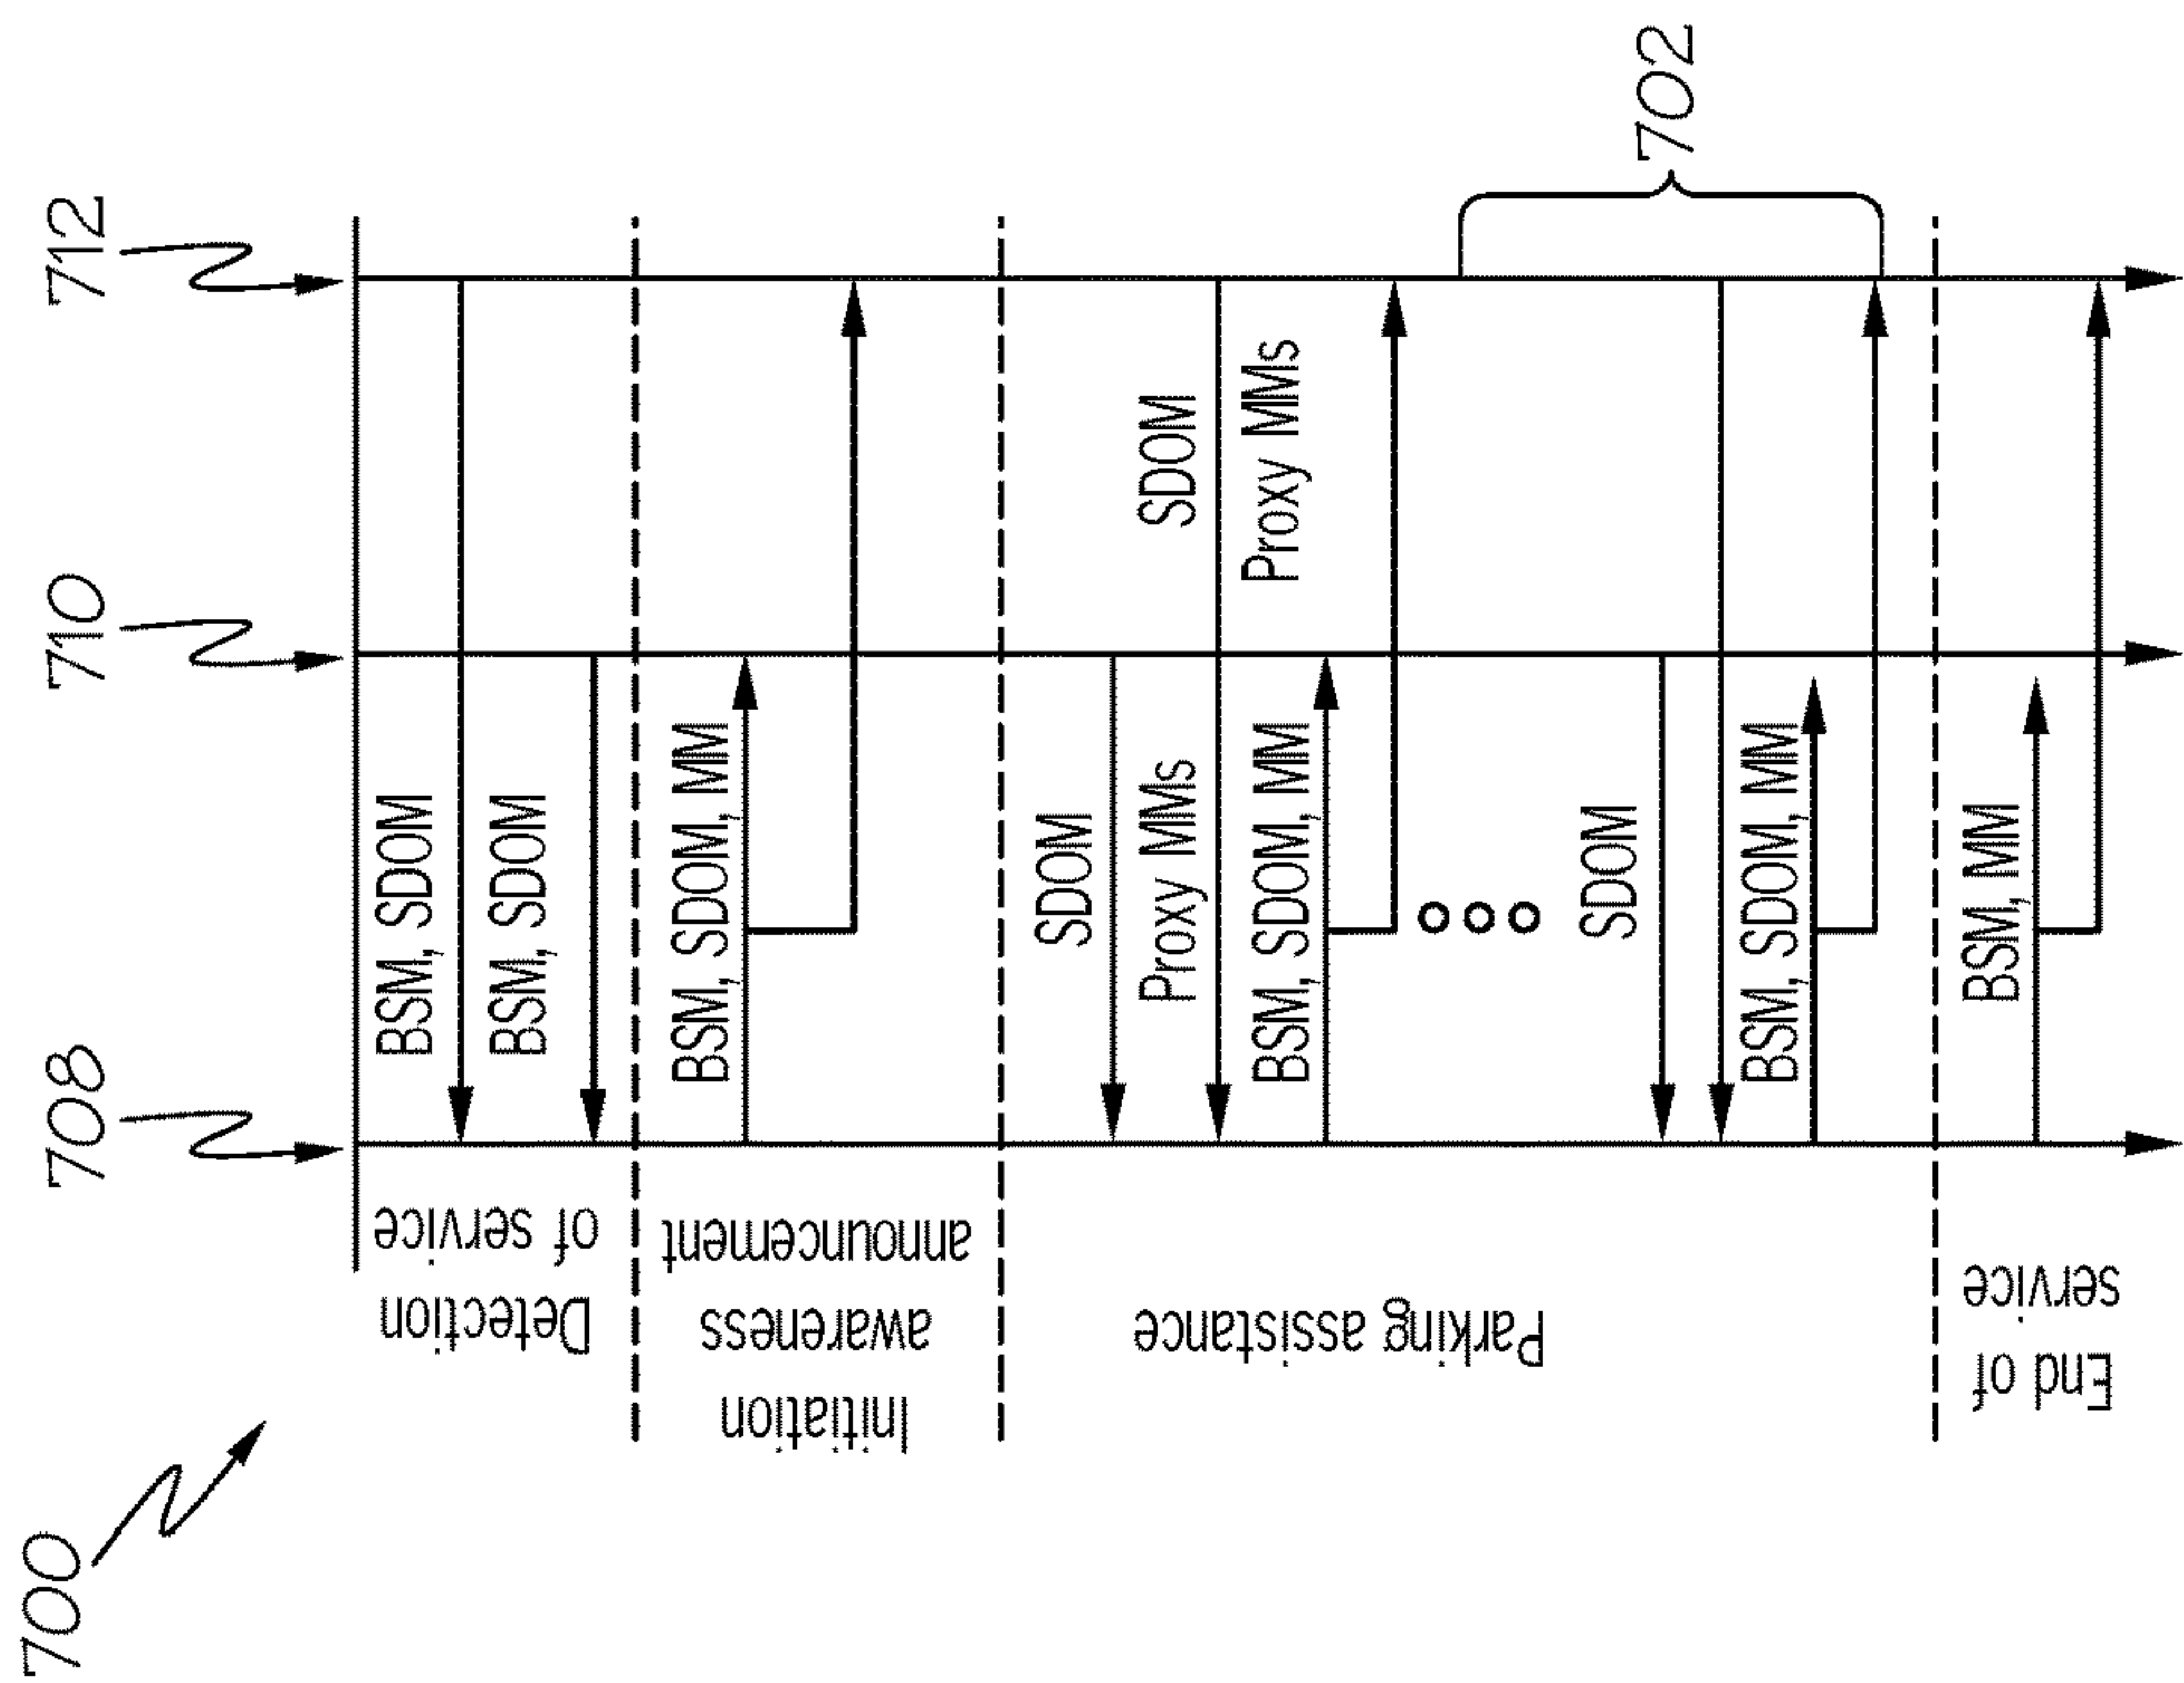 700
708
710
712
Detection
of service
BSM, SDOM
BSM, SDOM
Initiation
awareness
announcement
BSM, SDOM, MM
Parking assistance
SDOM
SDOM
Proxy MMs
Proxy MMs
BSM, SDOM, MM
SDOM
BSM, SDOM, MM
702
End of
service
BSM, MM